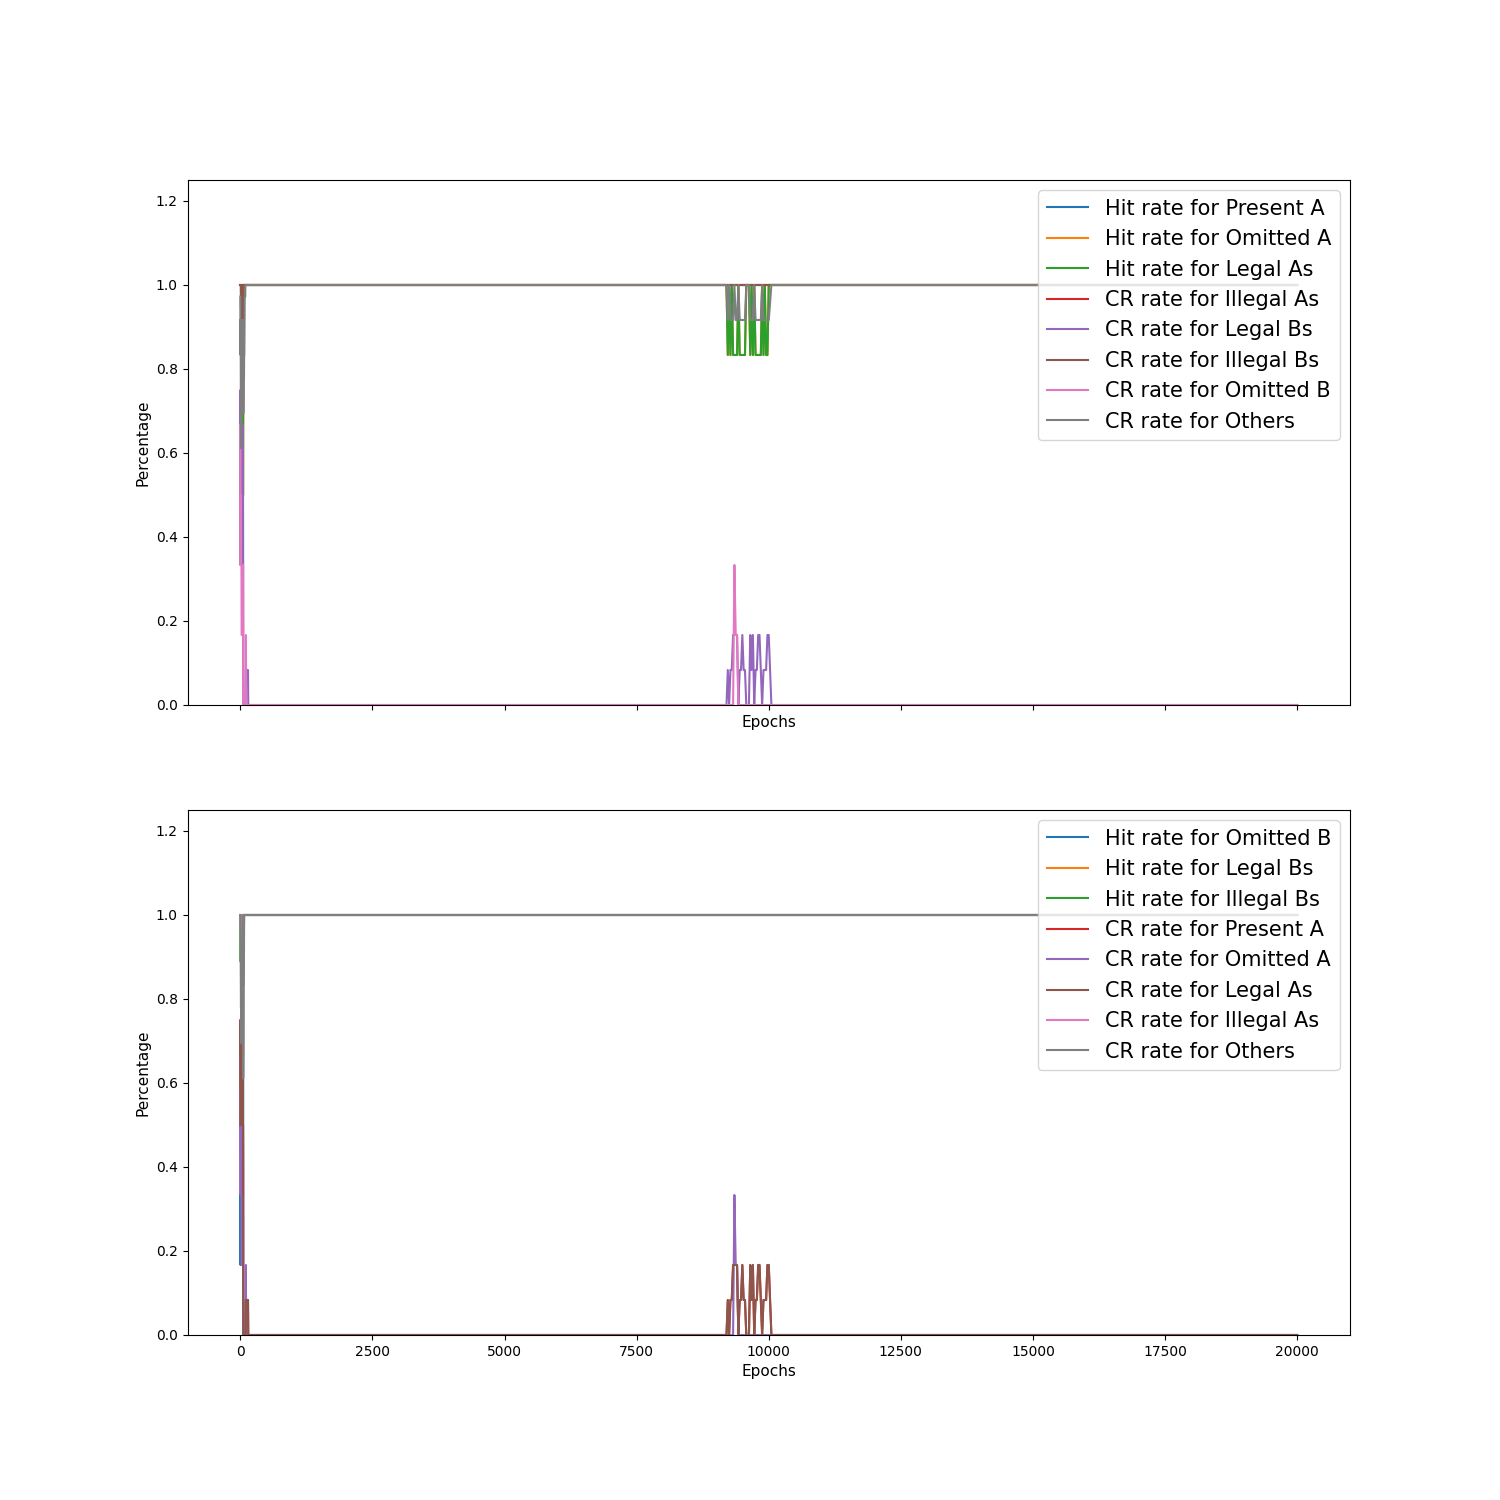 1.2
1.0
0.8
0.6
0.4
0.2
0.0
Percentage
Epochs
Hit rate for Present A
Hit rate for Omitted A
Hit rate for Legal As
CR rate for Illegal As
CR rate for Legal Bs
CR rate for Illegal Bs
CR rate for Omitted B
CR rate for Others
1.2
1.0
0.8
0.6
0.4
0.2
0.0
Percentage
0 2500 5000 7500 10000 12500 15000 17500 20000
Epochs
Hit rate for Omitted B
Hit rate for Legal Bs
Hit rate for Illegal Bs
CR rate for Present A
CR rate for Omitted A
CR rate for Legal As
CR rate for Illegal As
CR rate for Others